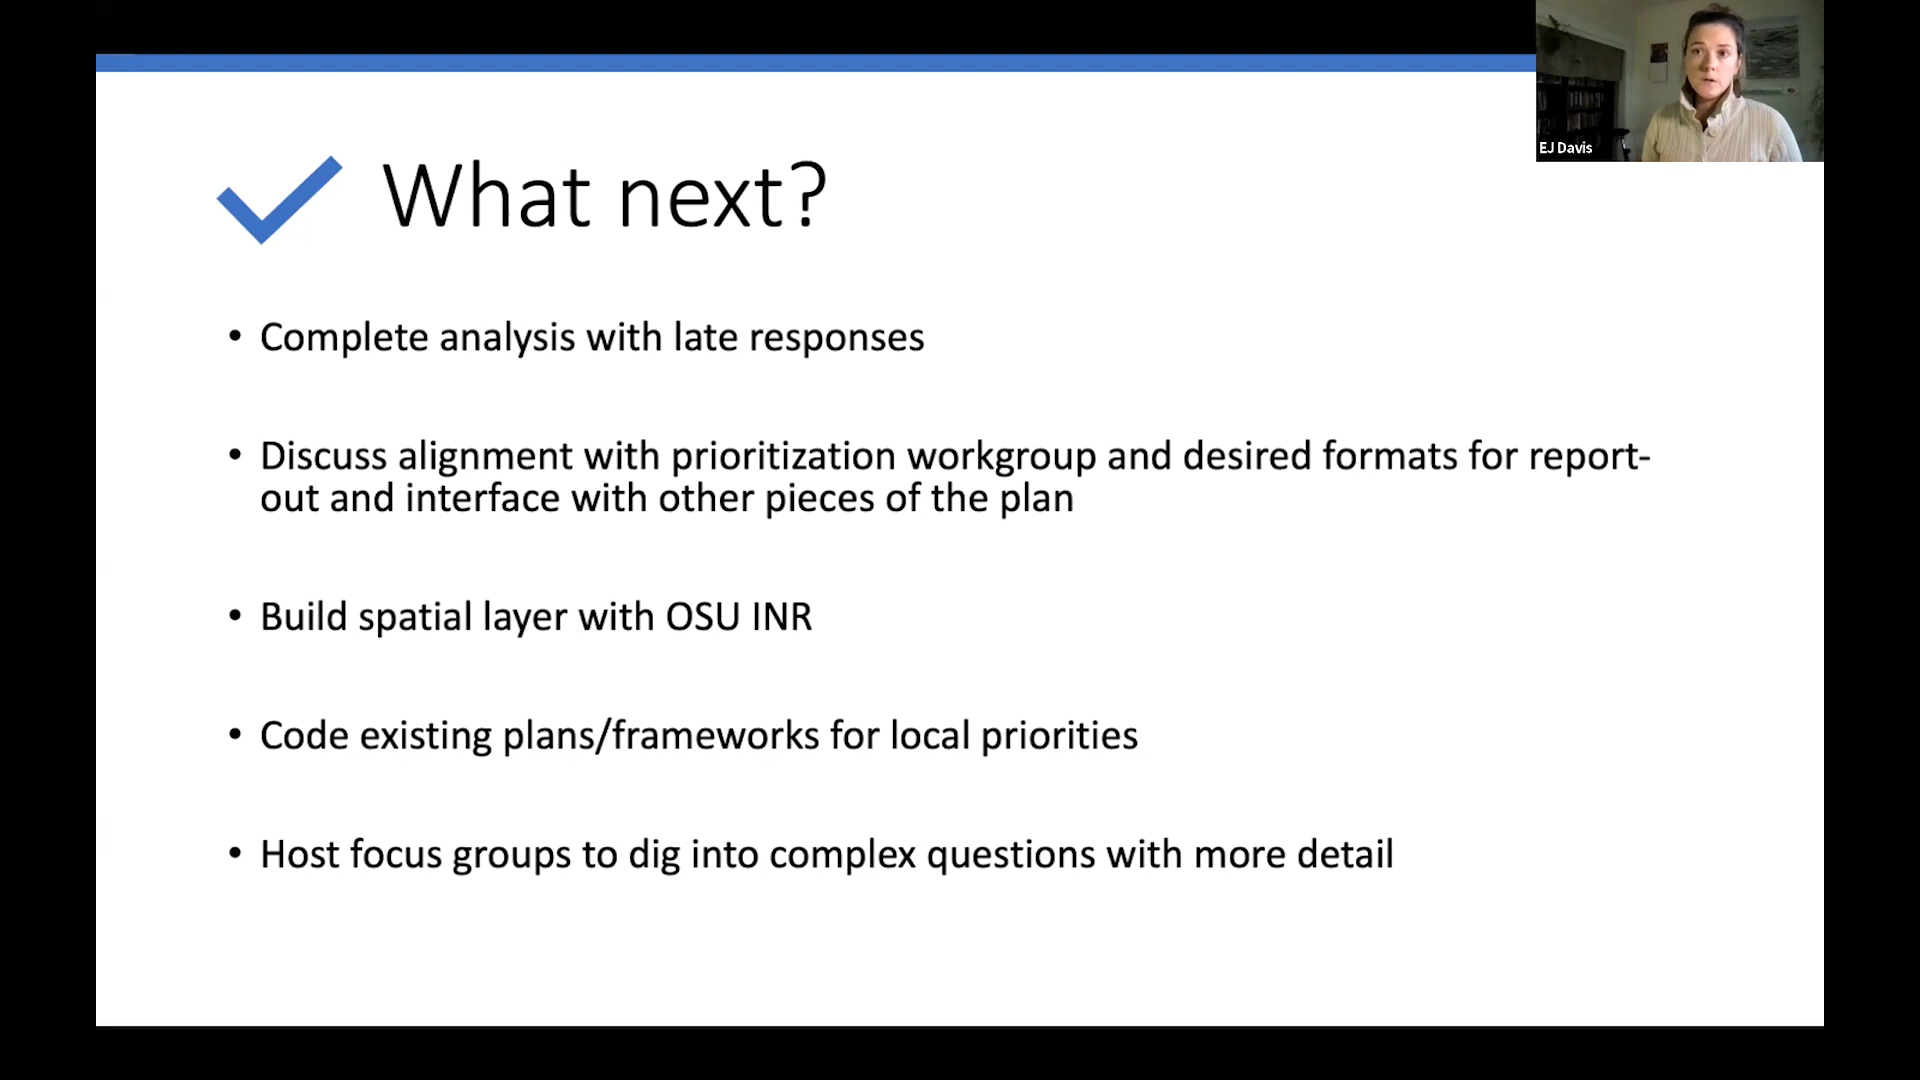 EJ Davis
What next?
• Complete analysis with late responses
• Discuss alignment with prioritization workgroup and desired formats for report-
out and interface with other pieces of the plan
• Build spatial layer with OSU INR
• Code existing plans/frameworks for local priorities
• Host focus groups to dig into complex questions with more detail